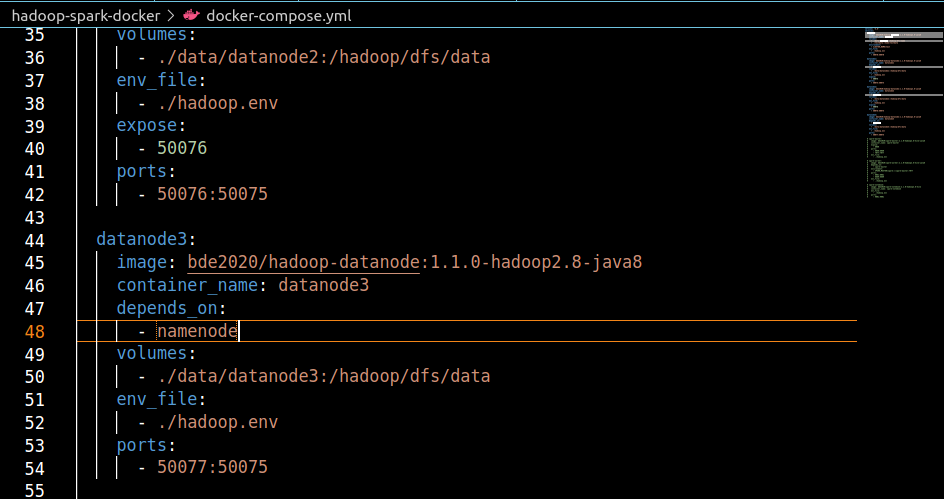 hadoop-spark-docker > docker-compose.yml
35 volumes:
36 - ./data/datanode2:/hadoop/dfs/data
37 env_file:
38 - ./hadoop.env
39 expose:
40 - 50076
41 ports:
42 - 50076:50075
43
44 datanode3:
45 image: bde2020/hadoop-datanode:1.1.0-hadoop2.8-java8
46 container_name: datanode3
47 depends_on:
48 - namenode
49 volumes:
50 - ./data/datanode3:/hadoop/dfs/data
51 env_file:
52 - ./hadoop.env
53 ports:
54 - 50077:50075
55